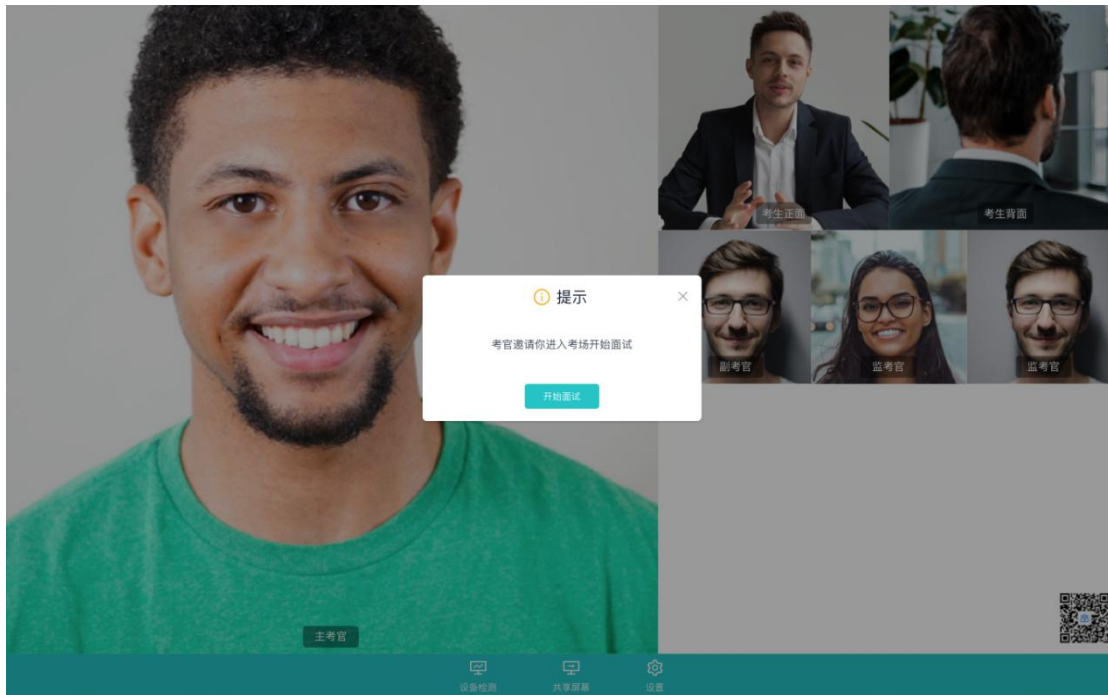 考生正面
考生背面
提示
考官邀请你进入考场开始面试
开始面试
副考官
监考官
监考官
主考官
设备检测
共享屏幕
设置